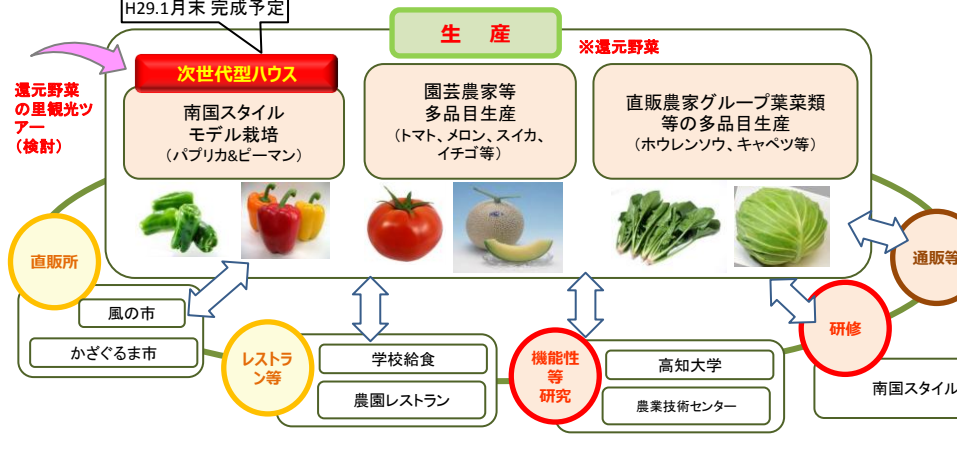 H29.1月末 完成予定
生 産
※還元野菜
次世代型ハウス
還元野菜
の里観光ツ
アー
(検討)
南国スタイル
モデル栽培
(パプリカ&ピーマン)
園芸農家等
多品目生産
(トマト、メロン、スイカ、
イチゴ等)
直販農家グループ葉菜類
等の多品目生産
(ホウレンソウ、キャベツ等)
直販所
風の市
かざぐるま市
レストラ
ン等
学校給食
農園レストラン
機能性
等
研究
高知大学
農業技術センター
研修
南国スタイル
通販等